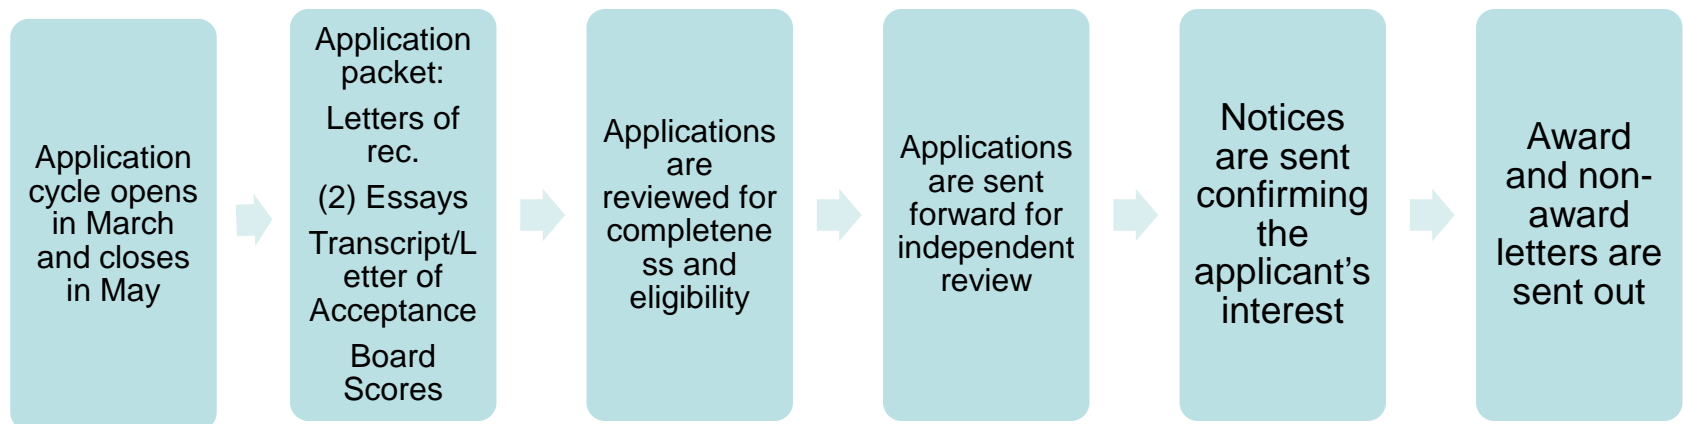 Application
cycle opens
in March
and closes
in May
Application
packet:
Letters of
rec.
(2) Essays
Transcript/L
etter of
Acceptance
Board
Scores
Applications
are
reviewed for
completene
ss and
eligibility
Applications
are sent
forward for
independent
review
Notices
are sent
confirming
the
applicant’s
interest
Award
and non-
award
letters are
sent out